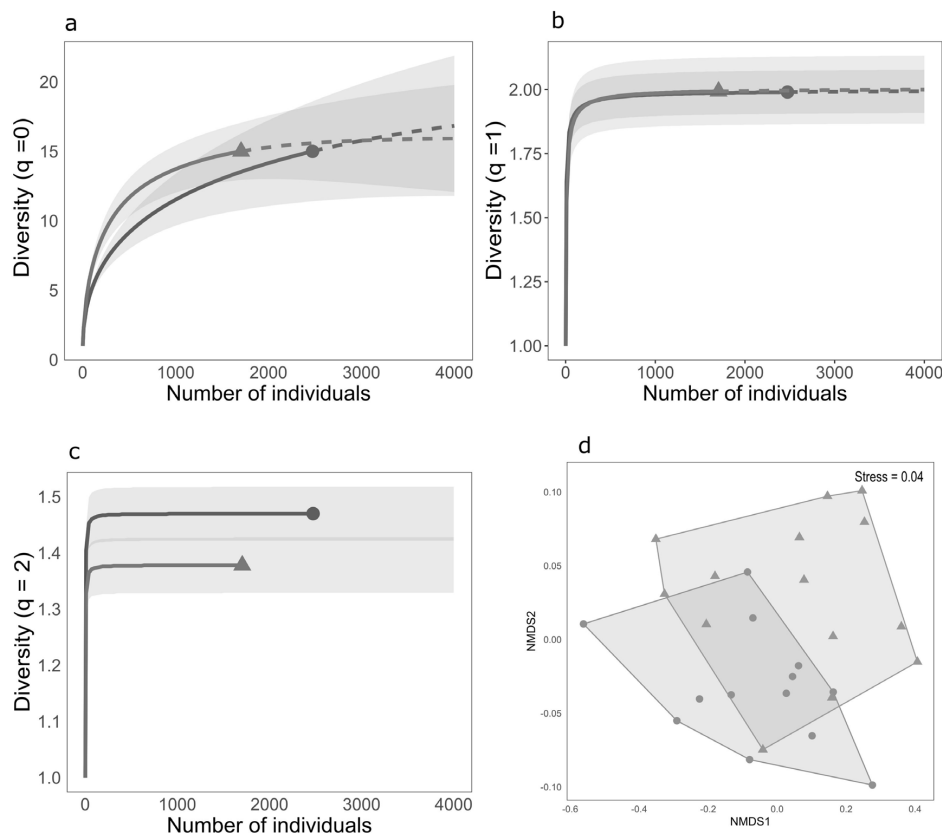 a
Diversity (q =0)
20
15
10
5
0
0 1000 2000 3000 4000
Number of individuals
b
Diversity (q =1)
2.00
1.75
1.50
1.25
1.00
0 1000 2000 3000 4000
Number of individuals
c
Diversity (q = 2)
1.5
1.4
1.3
1.2
1.1
1.0
0 1000 2000 3000 4000
Number of individuals
d
Stress = 0.04
NMDS2
0.10
0.05
0.00
-0.05
-0.10
-0.6 -0.4 -0.2 0.0 0.2 0.4
NMDS1